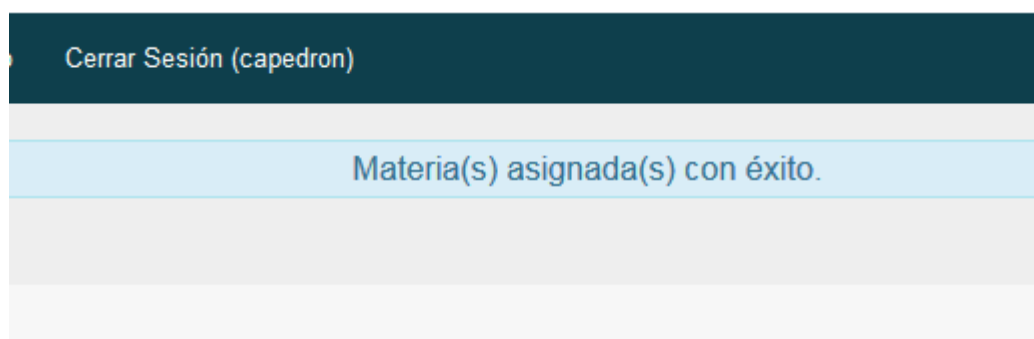 Cerrar Sesión (capedron)
Materia(s) asignada(s) con éxito.